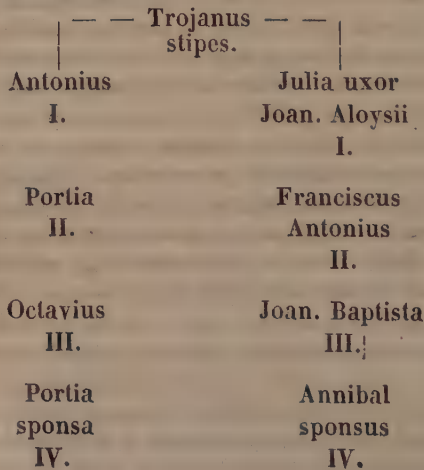 Trojanus
stipes.
Antonius Julia uxor
I. Joan. Aloysii
I.
Portia Franciscus
II. Antonius
II.
Octavius Joan. Baptista
III. III.
Portia Annibal
sponsa sponsus
IV. IV.